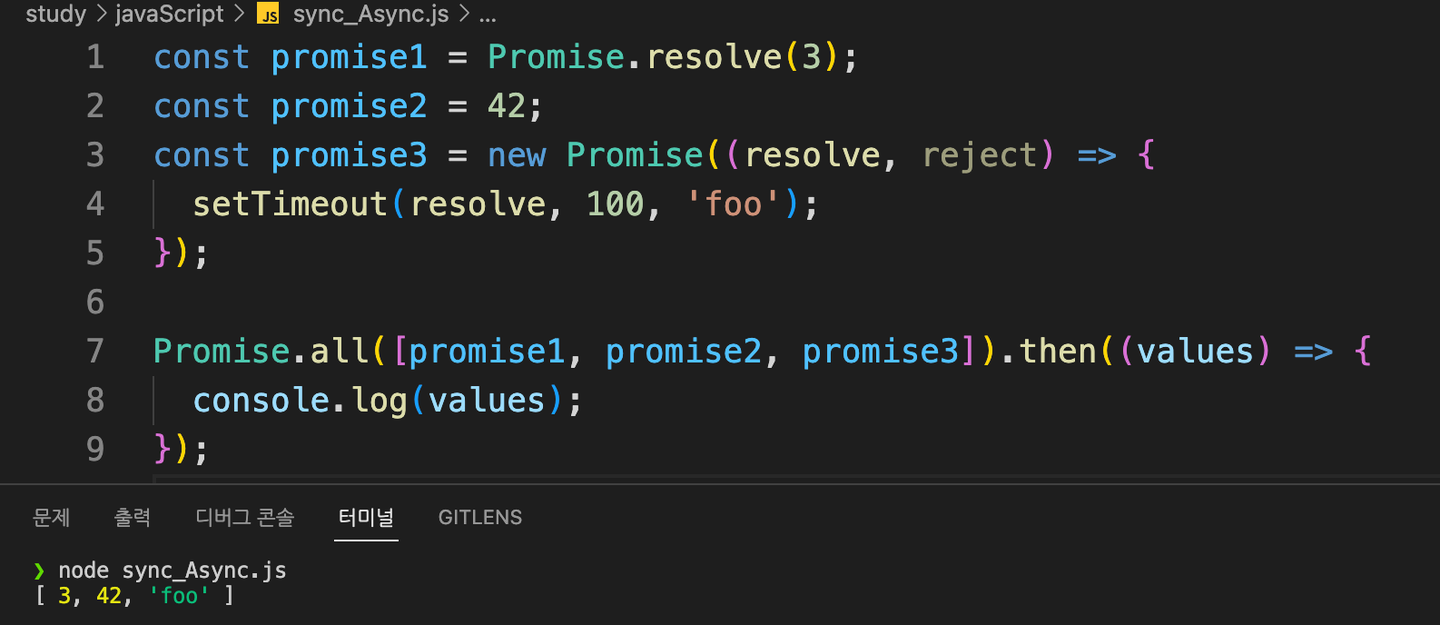 study > javaScript > JS sync_Async.js > ...
1 const promise1 = Promise.resolve(3);
2 const promise2 = 42;
3 const promise3 = new Promise((resolve, reject) => {
4   setTimeout(resolve, 100, 'foo');
5 });
6
7 Promise.all([promise1, promise2, promise3]).then((values) => {
8   console.log(values);
9 });
문제 출력 디버그 콘솔 터미널 GITLENS
❯ node sync_Async.js
[ 3, 42, 'foo' ]